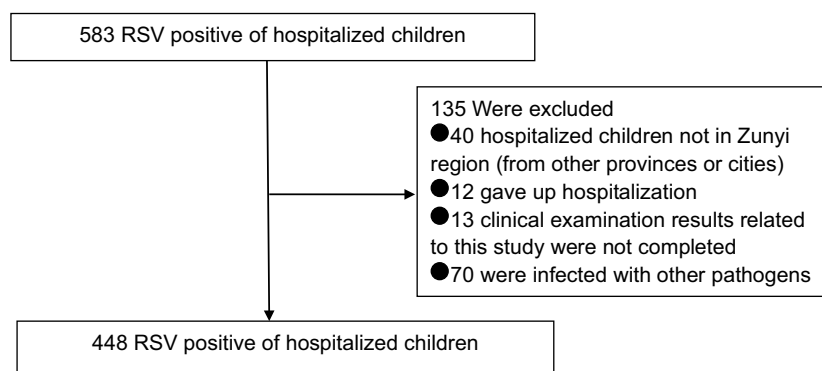 583 RSV positive of hospitalized children
135 Were excluded
●40 hospitalized children not in Zunyi
region (from other provinces or cities)
●12 gave up hospitalization
●13 clinical examination results related
to this study were not completed
●70 were infected with other pathogens
448 RSV positive of hospitalized children